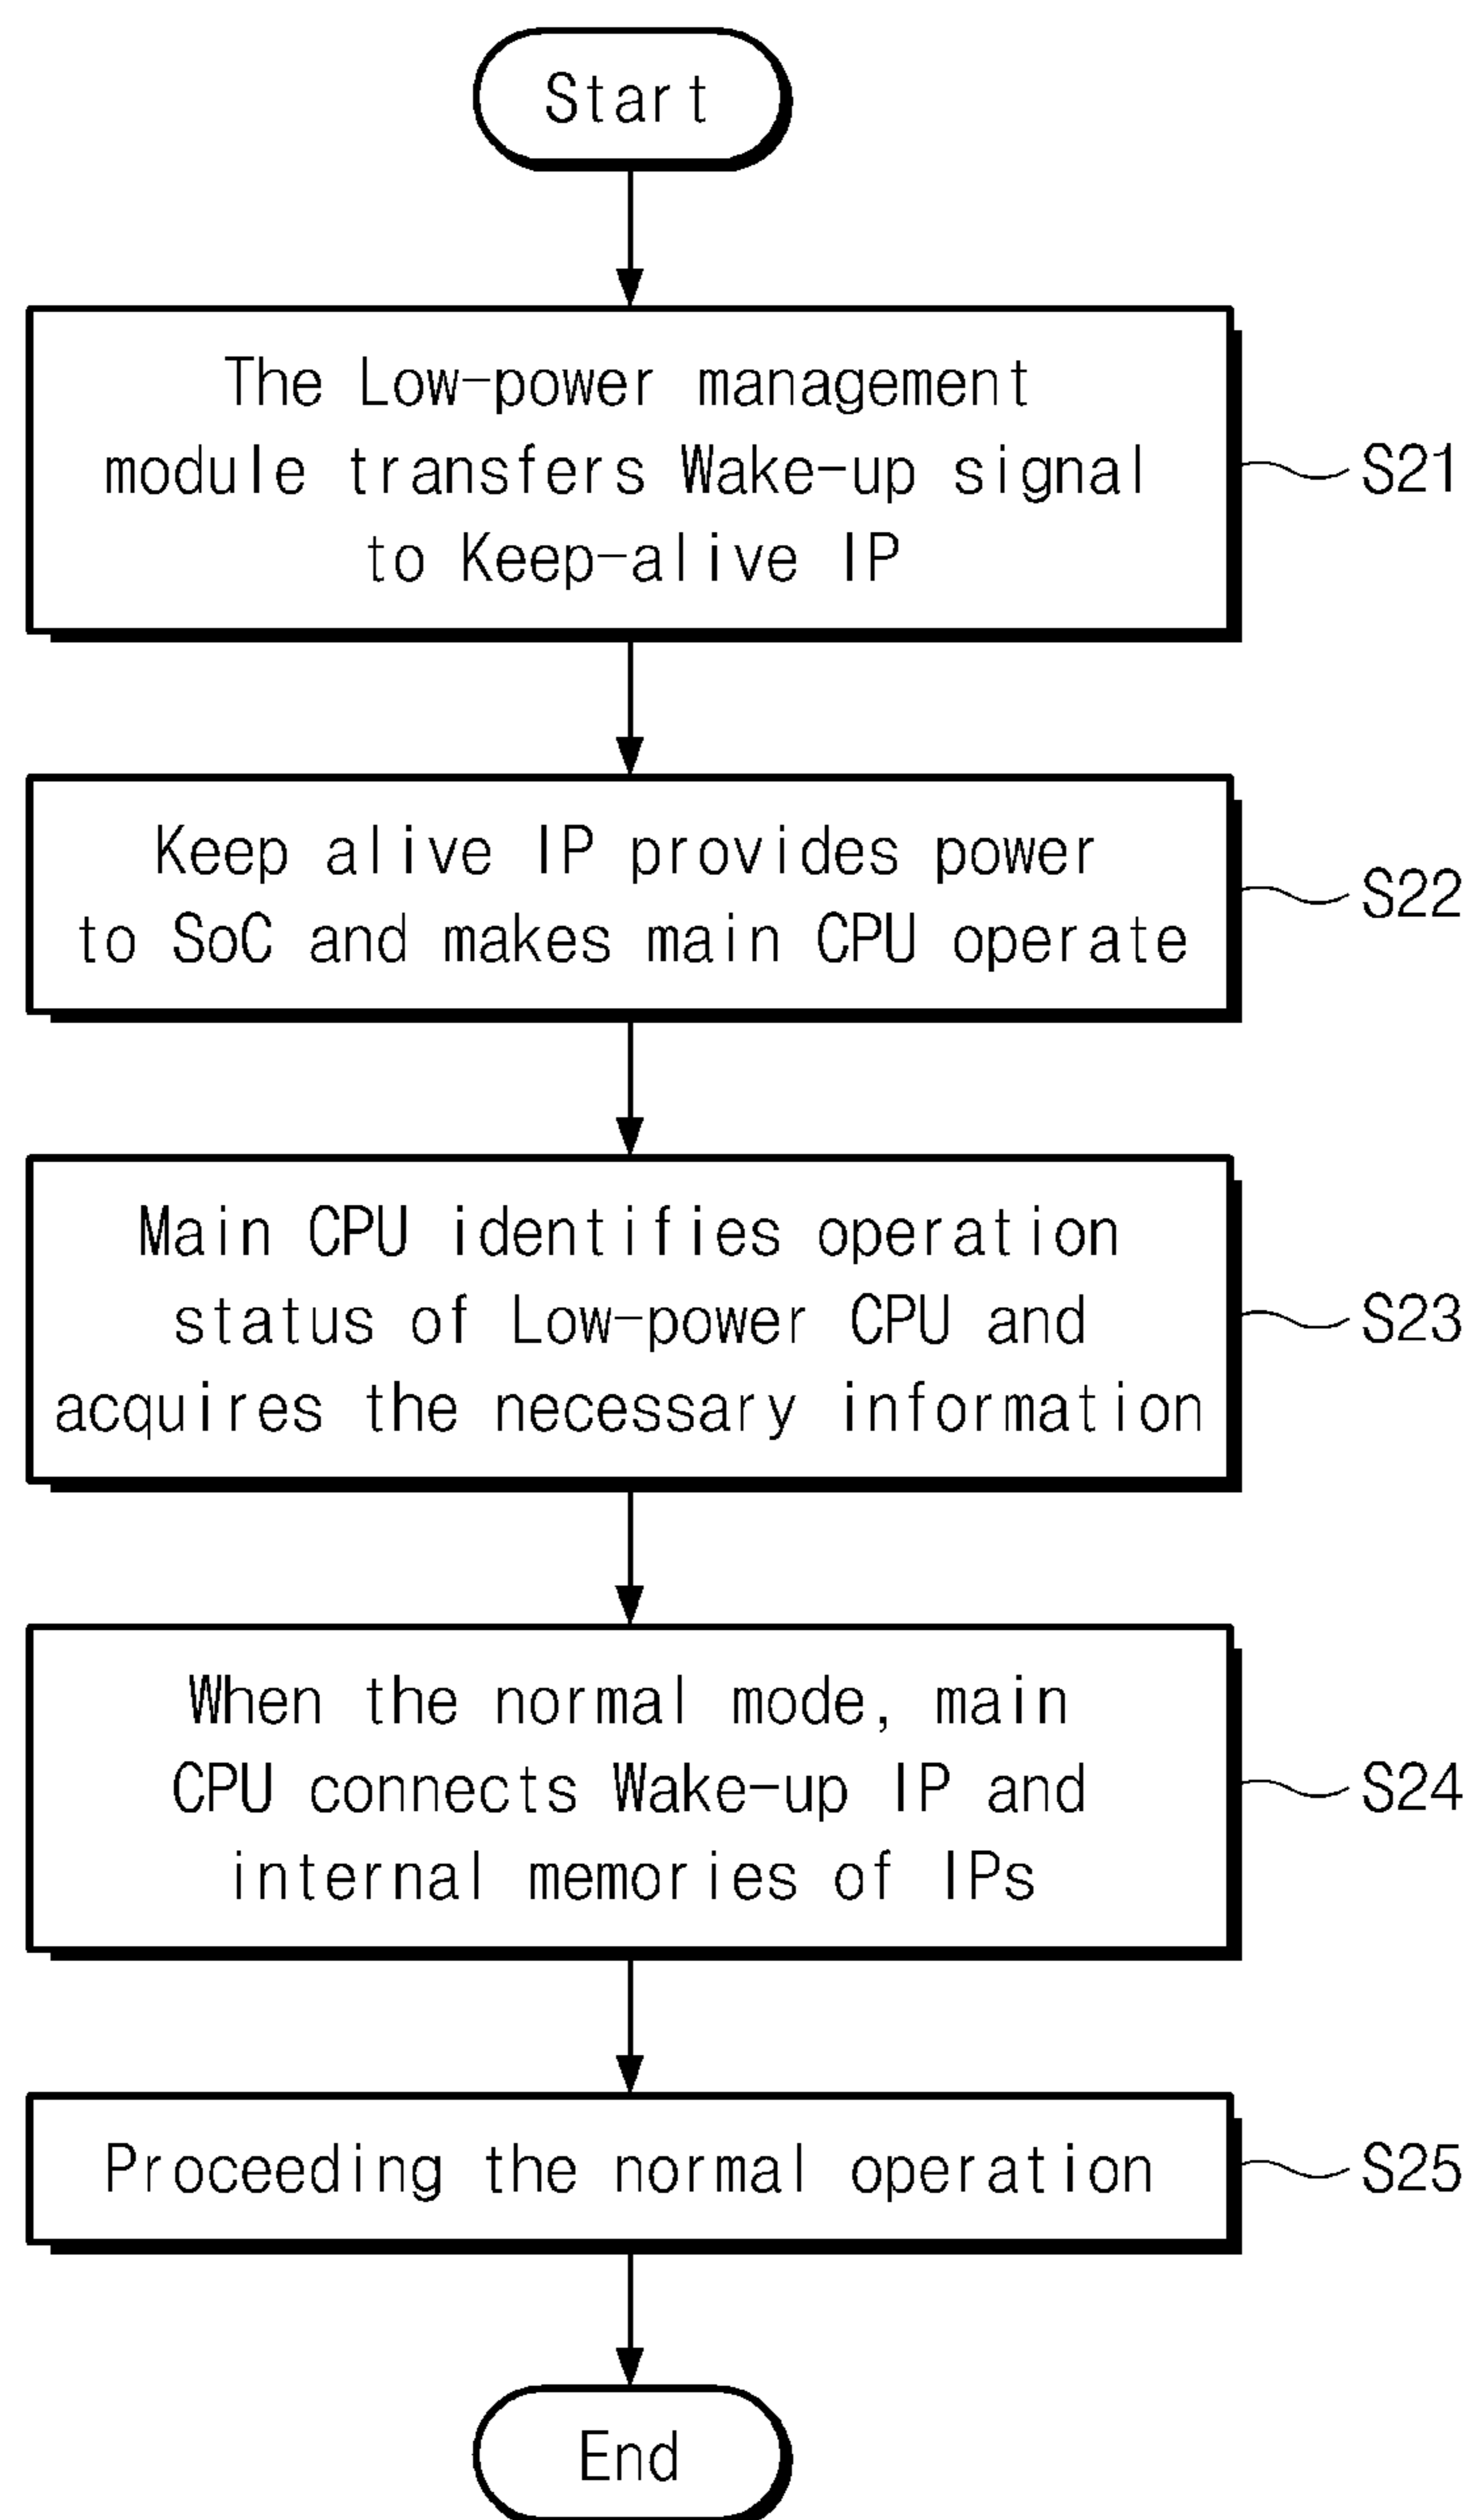 Start
The Low-power management
module transfers Wake-up signal
to Keep-alive IP
S21
Keep alive IP provides power
to SoC and makes main CPU operate
S22
Main CPU identifies operation
status of Low-power CPU and
acquires the necessary information
S23
When the normal mode, main
CPU connects Wake-up IP and
internal memories of IPs
S24
Proceeding the normal operation
S25
End